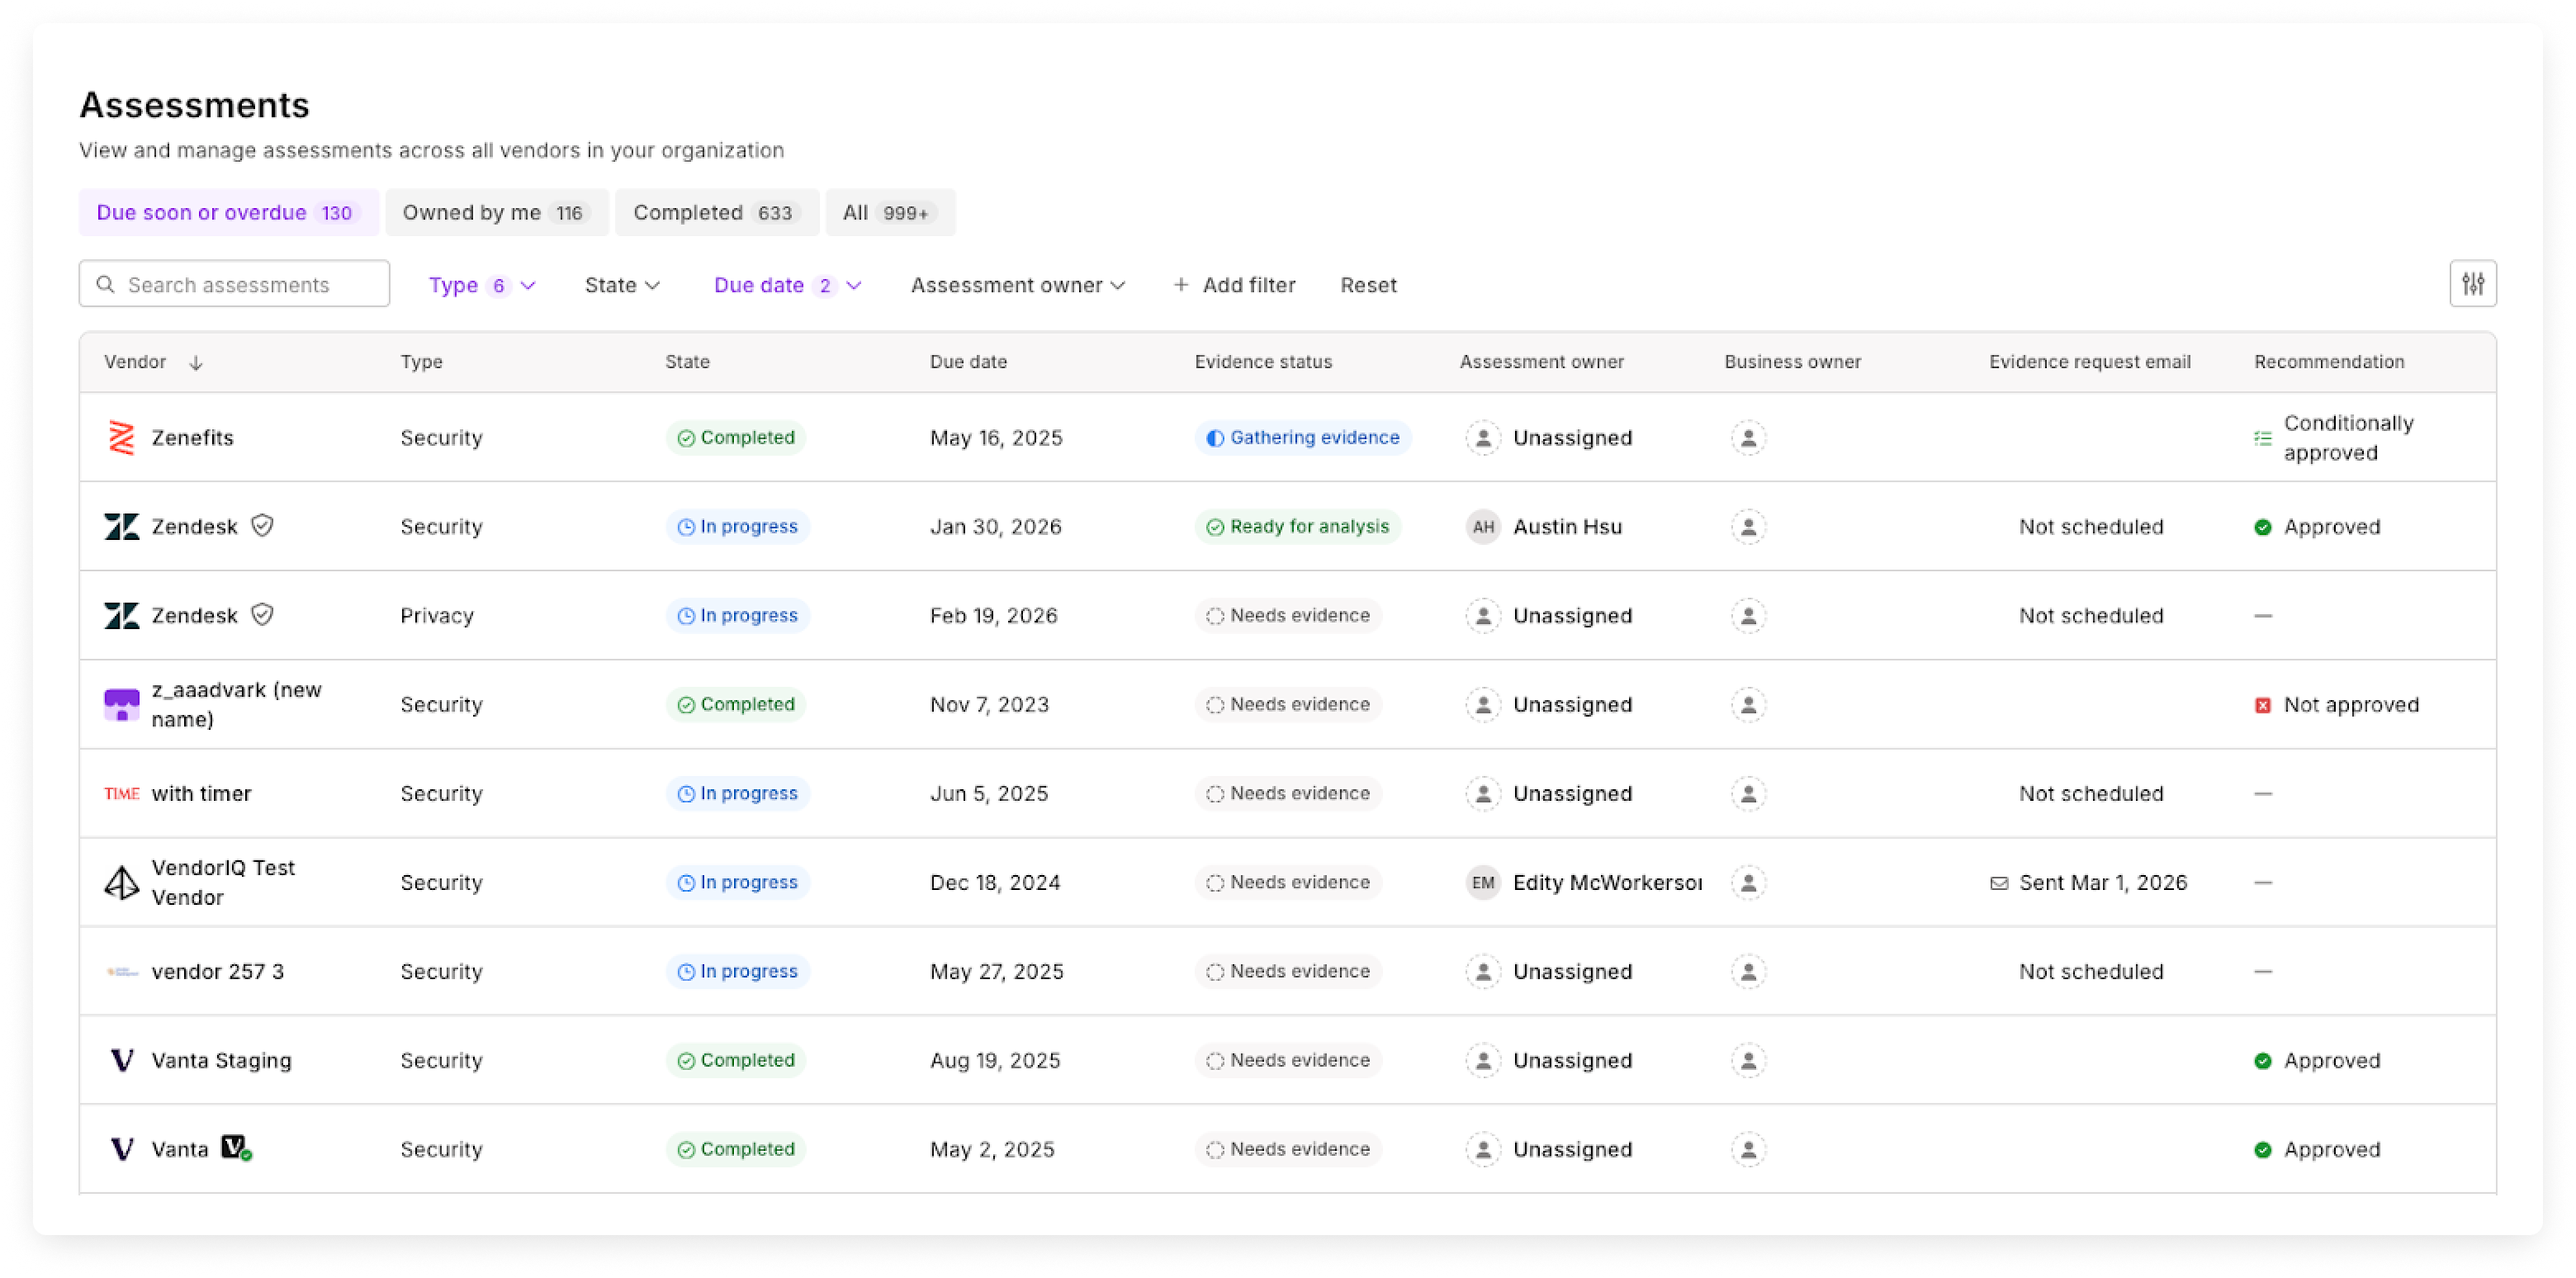 Assessments
View and manage assessments across all vendors in your organization
Due soon or overdue 130 Owned by me 116 Completed 633 All 999+
Search assessments Type 6 State Due date 2 Assessment owner + Add filter Reset
Vendor Type State Due date Evidence status Assessment owner Business owner Evidence request email Recommendation
Zenefits Security Completed May 16, 2025 Gathering evidence Unassigned Conditionally
approved
Zendesk Security In progress Jan 30, 2026 Ready for analysis AH Austin Hsu Not scheduled Approved
Zendesk Privacy In progress Feb 19, 2026 Needs evidence Unassigned Not scheduled —
z_aaadvark (new
name) Security Completed Nov 7, 2023 Needs evidence Unassigned Not approved
TIME with timer Security In progress Jun 5, 2025 Needs evidence Unassigned Not scheduled —
VendorIQ Test
Vendor Security In progress Dec 18, 2024 Needs evidence EM Edity McWorkerson Sent Mar 1, 2026 —
vendor 257 3 Security In progress May 27, 2025 Needs evidence Unassigned Not scheduled —
V Vanta Staging Security Completed Aug 19, 2025 Needs evidence Unassigned Approved
V Vanta V Security Completed May 2, 2025 Needs evidence Unassigned Approved